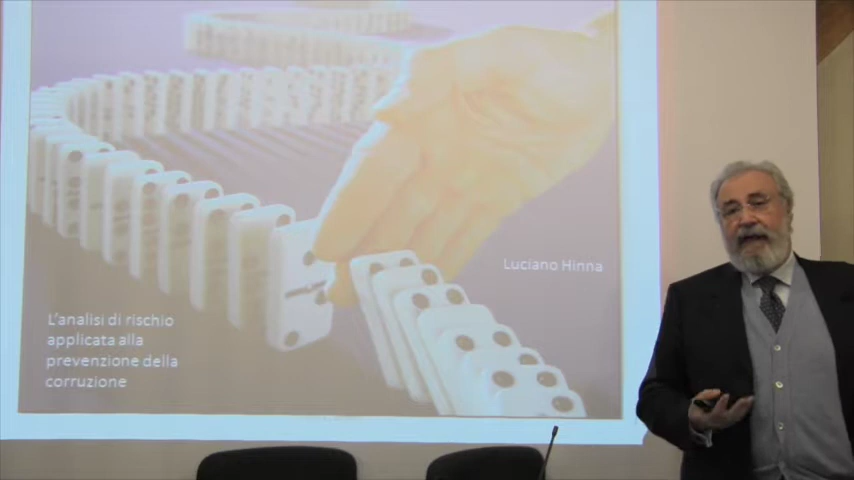 Luciano Hinna
L'analisi di rischio
applicata alla
prevenzione della
corruzione